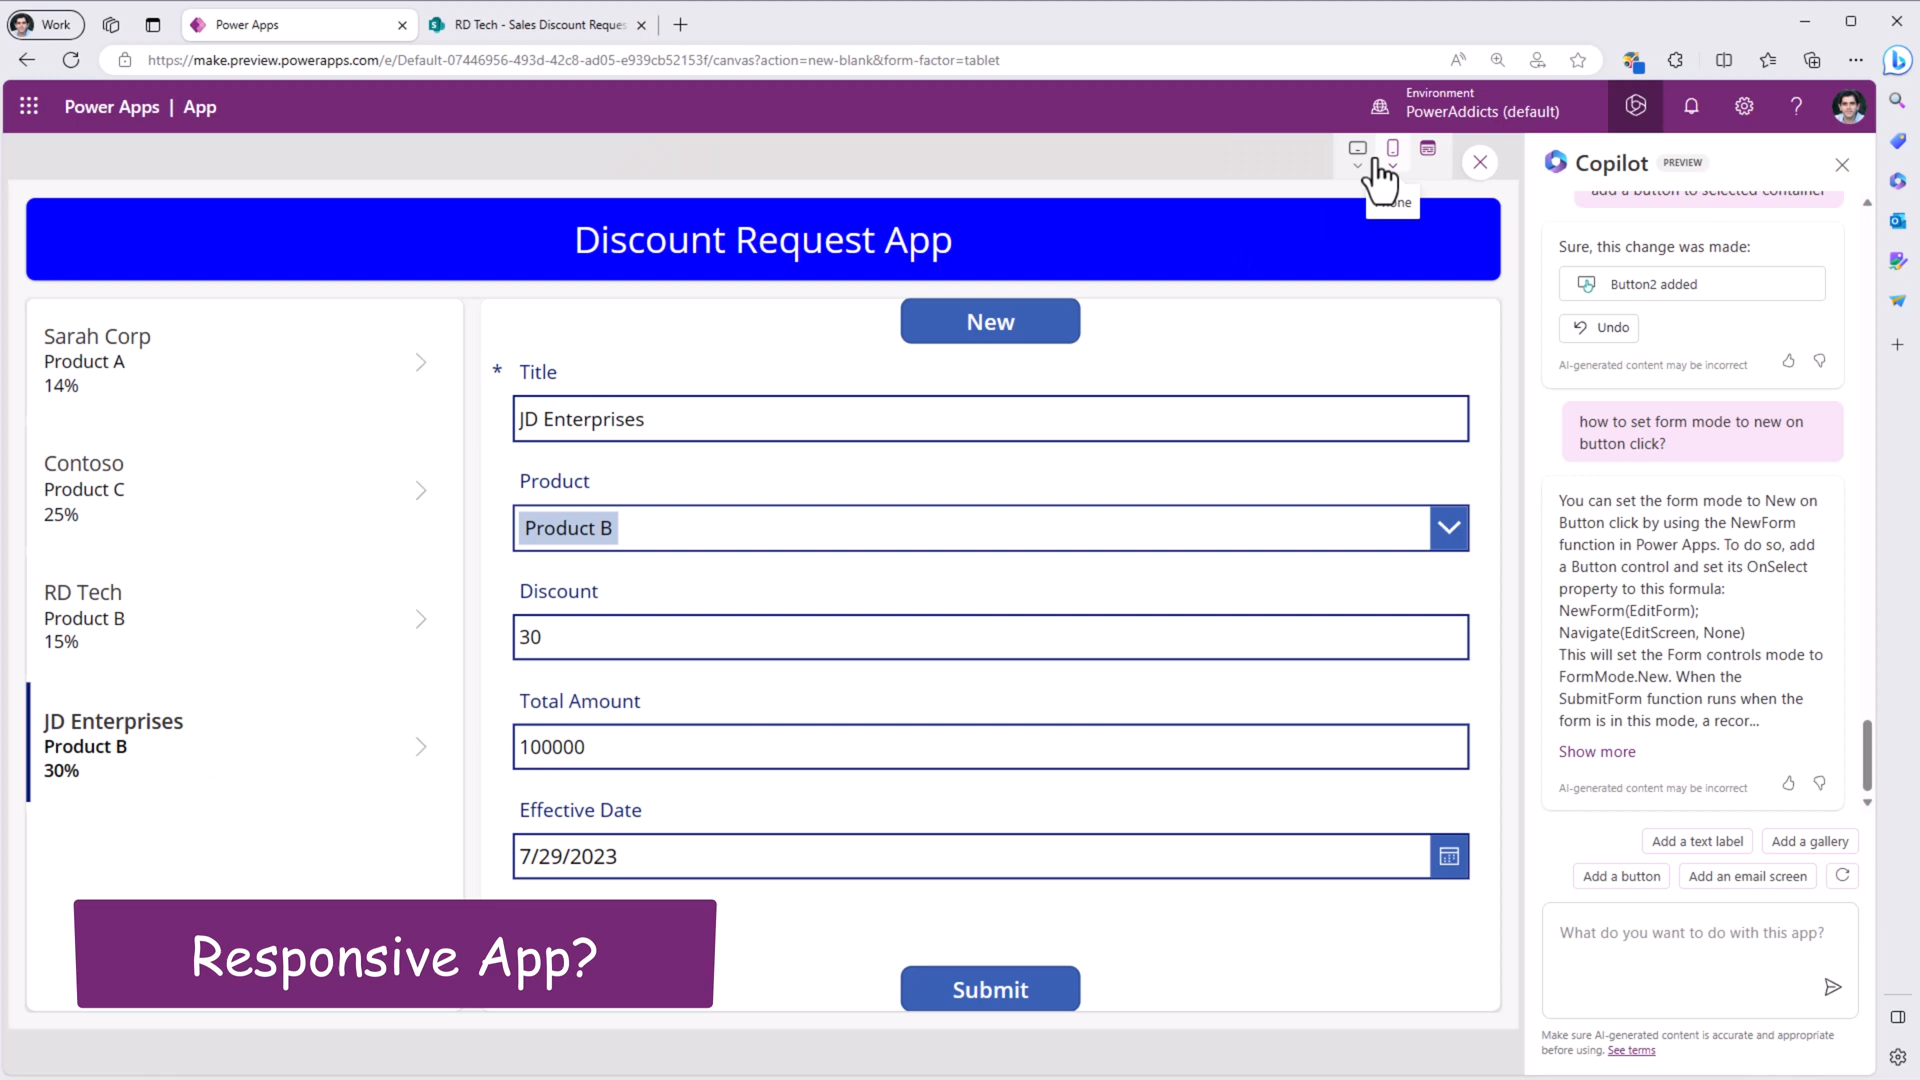 Work
Power Apps
RD Tech - Sales Discount Reques
https://make.preview.powerapps.com/e/Default-07446956-493d-42c8-ad05-e939cb52153f/canvas?action=new-blank&form-factor=tablet
Power Apps | App
Environment
PowerAddicts (default)
Discount Request App
Sarah Corp
Product A
14%
Contoso
Product C
25%
RD Tech
Product B
15%
JD Enterprises
Product B
30%
New
* Title
JD Enterprises
Product
Product B
Discount
30
Total Amount
100000
Effective Date
7/29/2023
Submit
Responsive App?
Copilot PREVIEW
add a button to selected container
Sure, this change was made:
Button2 added
Undo
AI-generated content may be incorrect
how to set form mode to new on
button click?
You can set the form mode to New on
Button click by using the NewForm
function in Power Apps. To do so, add
a Button control and set its OnSelect
property to this formula:
NewForm(EditForm);
Navigate(EditScreen, None)
This will set the Form controls mode to
FormMode.New. When the
SubmitForm function runs when the
form is in this mode, a recor...
Show more
AI-generated content may be incorrect
Add a text label
Add a gallery
Add a button
Add an email screen
What do you want to do with this app?
Make sure AI-generated content is accurate and appropriate
before using. See terms